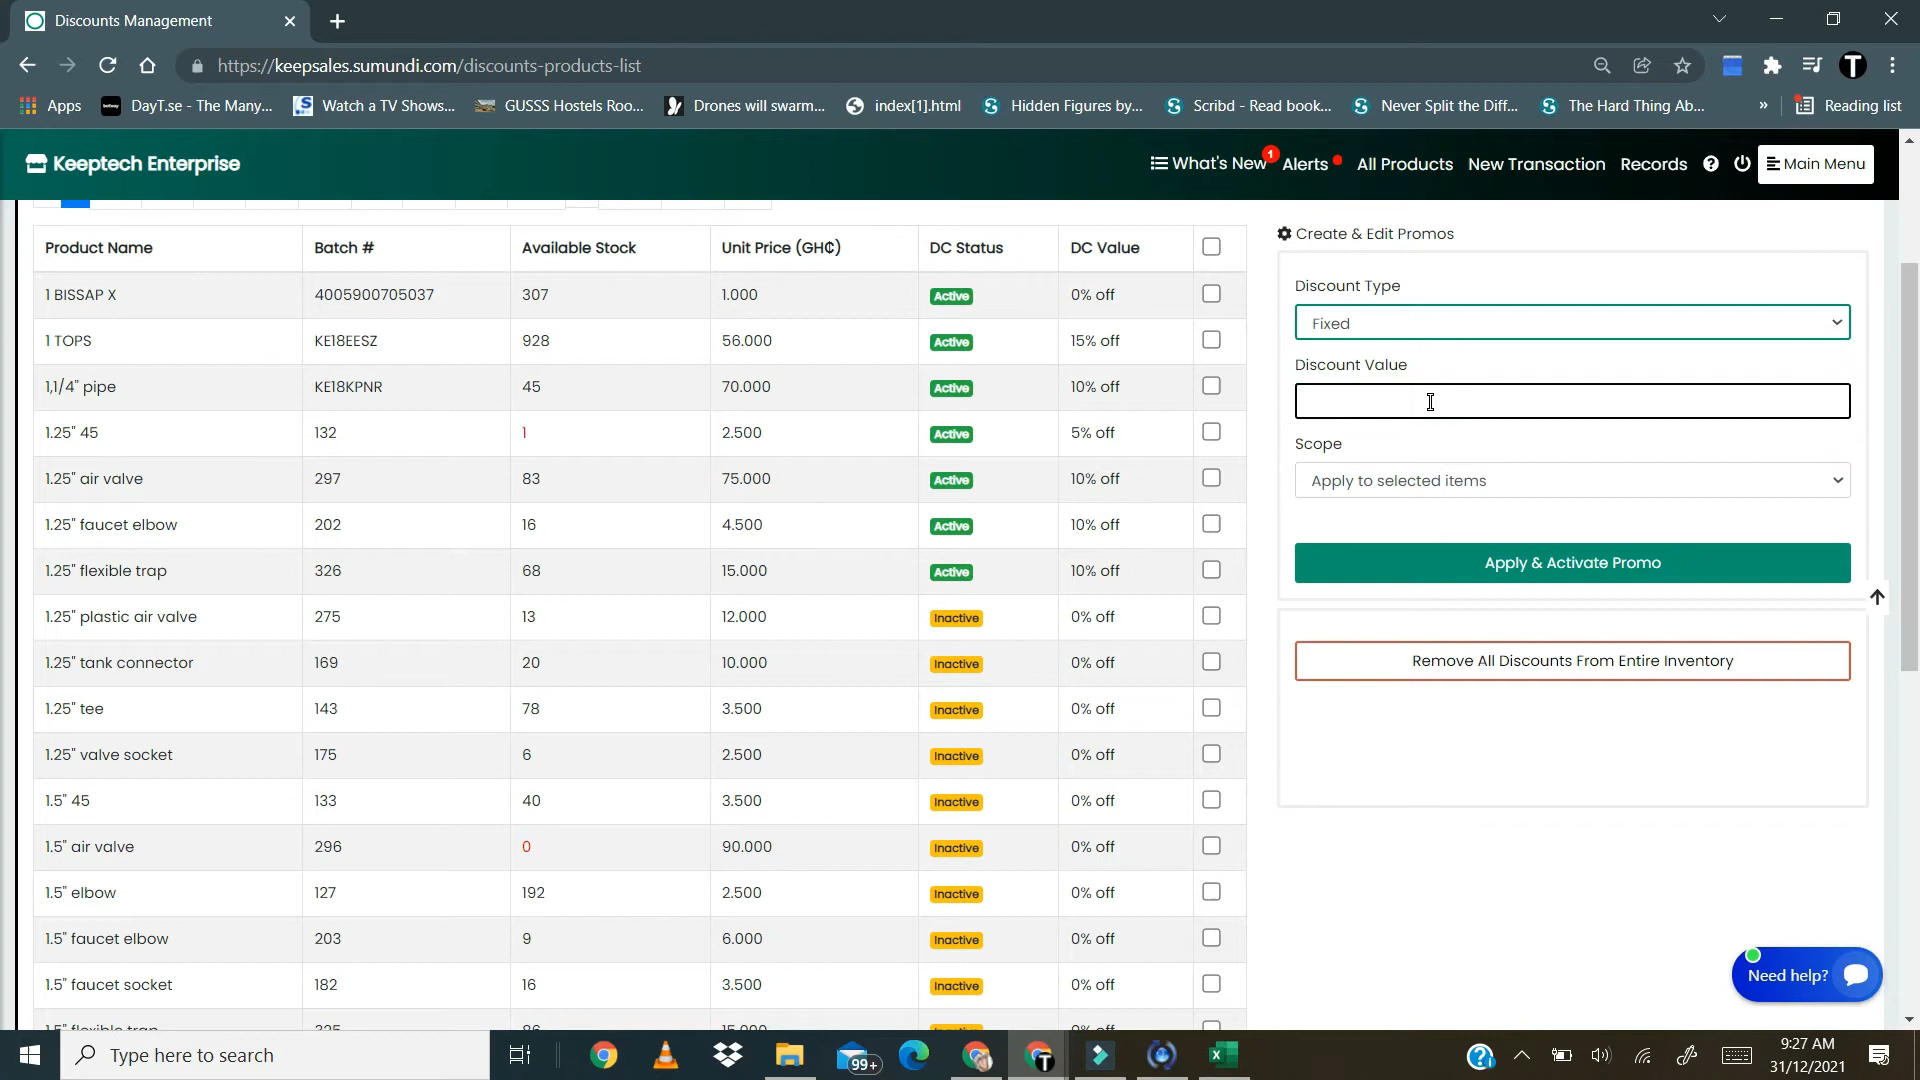 Discounts Management
https://keepsales.sumundi.com/discounts-products-list
Apps DayT.se - The Many... Watch a TV Shows... GUSSS Hostels Roo... Drones will swarm... index[1].html Hidden Figures by... Scribd - Read book... Never Split the Diff... The Hard Thing Ab... » Reading list
Keeptech Enterprise What's New 1 Alerts All Products New Transaction Records Main Menu
Product Name Batch # Available Stock Unit Price (GH₵) DC Status DC Value
1 BISSAP X 4005900705037 307 1.000 Active 0% off
1 TOPS KE18EESZ 928 56.000 Active 15% off
1,1/4" pipe KE18KPNR 45 70.000 Active 10% off
1.25" 45 132 1 2.500 Active 5% off
1.25" air valve 297 83 75.000 Active 10% off
1.25" faucet elbow 202 16 4.500 Active 10% off
1.25" flexible trap 326 68 15.000 Active 10% off
1.25" plastic air valve 275 13 12.000 Inactive 0% off
1.25" tank connector 169 20 10.000 Inactive 0% off
1.25" tee 143 78 3.500 Inactive 0% off
1.25" valve socket 175 6 2.500 Inactive 0% off
1.5" 45 133 40 3.500 Inactive 0% off
1.5" air valve 296 0 90.000 Inactive 0% off
1.5" elbow 127 192 2.500 Inactive 0% off
1.5" faucet elbow 203 9 6.000 Inactive 0% off
1.5" faucet socket 182 16 3.500 Inactive 0% off
1.5" flexible trap 325 86 15.000 Inactive 0% off
Create & Edit Promos
Discount Type
Fixed
Discount Value
Scope
Apply to selected items
Apply & Activate Promo
Remove All Discounts From Entire Inventory
Need help?
Type here to search 99+ T 9:27 AM
31/12/2021